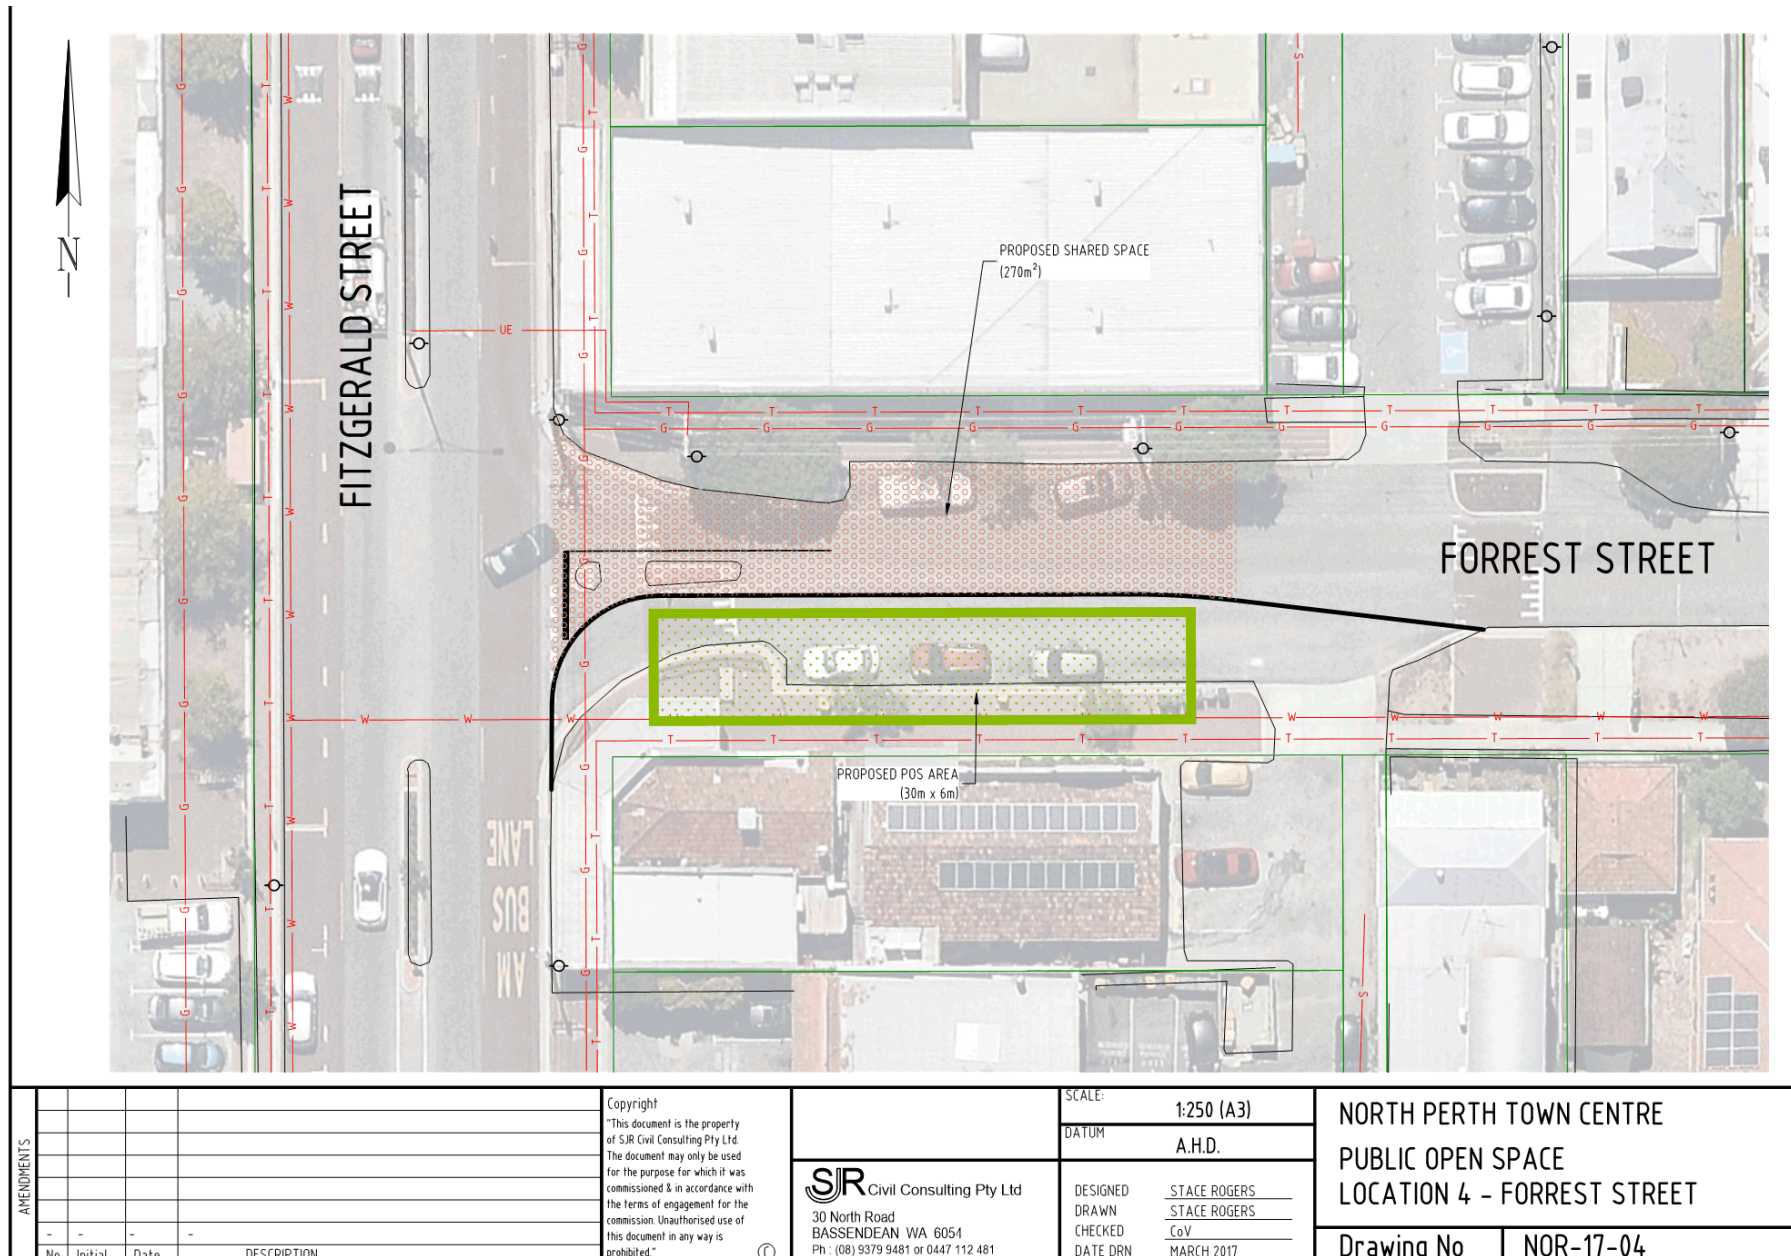 N
FITZGERALD STREET
PROPOSED SHARED SPACE
(270m²)
UE
FORREST STREET
PROPOSED POS AREA
(30m x 6m)
AM BUS LANE
AMENDMENTS
No
Initial
Date
DESCRIPTION
Copyright
"This document is the property
of SJR Civil Consulting Pty Ltd.
The document may only be used
for the purpose for which it was
commissioned & in accordance with
the terms of engagement for the
commission. Unauthorised use of
this document in any way is
prohibited."
©
SJR Civil Consulting Pty Ltd
30 North Road
BASSENDEAN WA 6054
Ph : (08) 9379 9481 or 0447 112 481
SCALE:
1:250 (A3)
DATUM
A.H.D.
DESIGNED STACE ROGERS
DRAWN STACE ROGERS
CHECKED CoV
DATE DRN MARCH 2017
NORTH PERTH TOWN CENTRE
PUBLIC OPEN SPACE
LOCATION 4 - FORREST STREET
Drawing No NOR-17-04